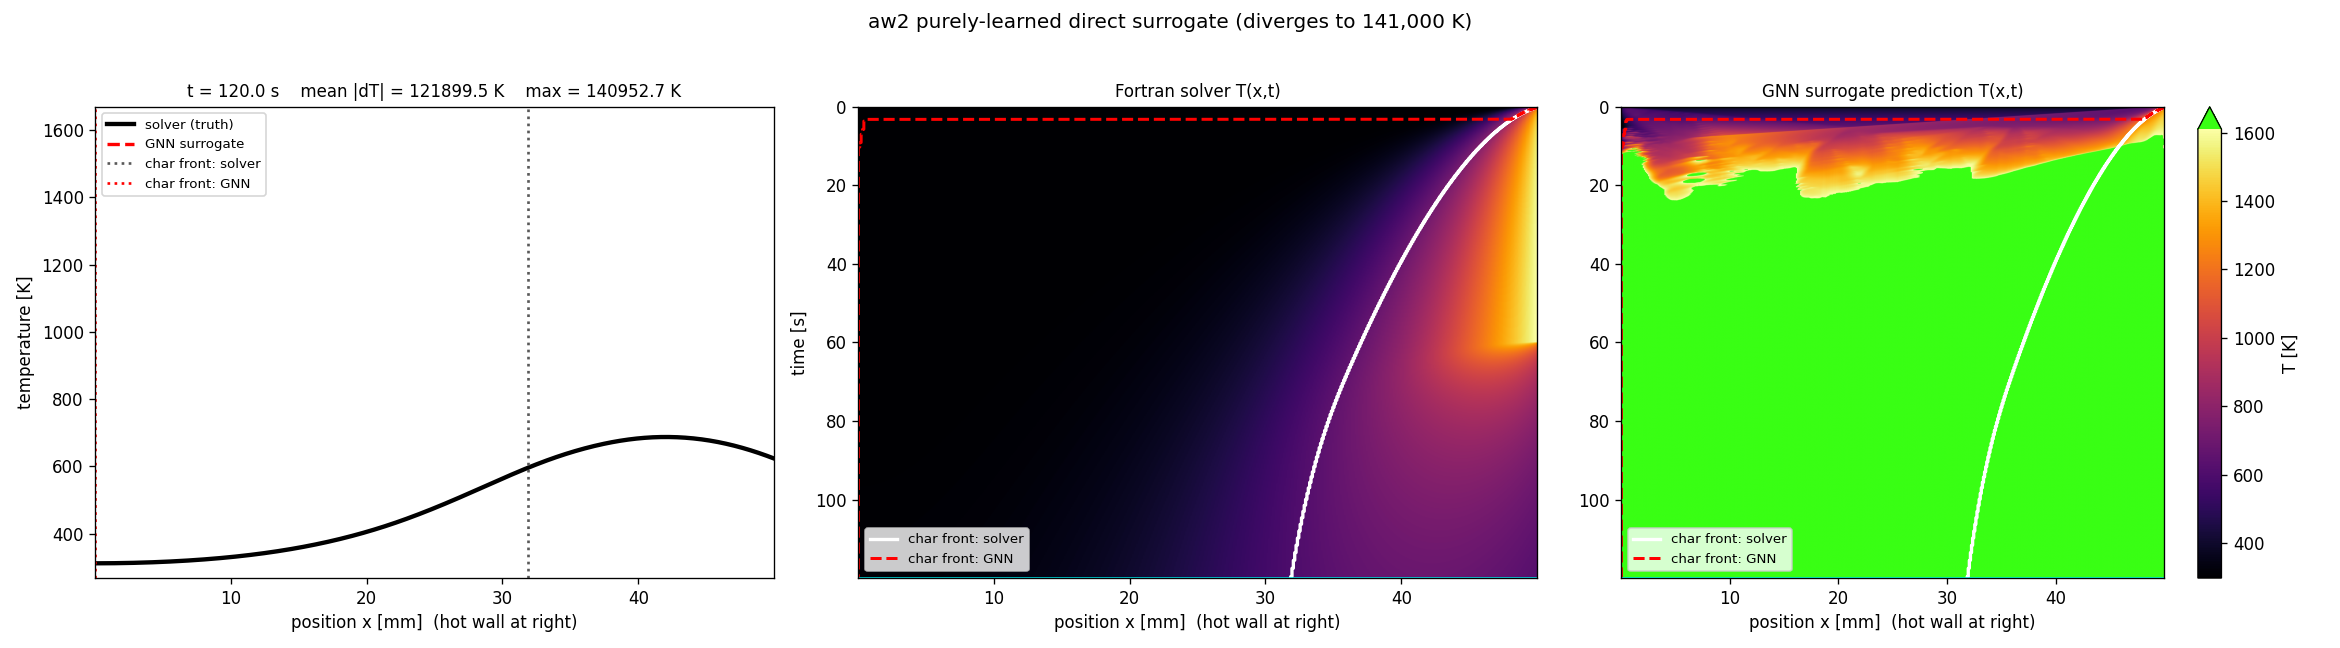 aw2 purely-learned direct surrogate (diverges to 141,000 K)
t = 120.0 s    mean |dT| = 121899.5 K    max = 140952.7 K
1600
1400
1200
1000
800
600
400
temperature [K]
solver (truth)
GNN surrogate
char front: solver
char front: GNN
10
20
30
40
position x [mm]  (hot wall at right)
Fortran solver T(x,t)
0
20
40
60
80
100
time [s]
char front: solver
char front: GNN
10
20
30
40
position x [mm]  (hot wall at right)
GNN surrogate prediction T(x,t)
0
20
40
60
80
100
char front: solver
char front: GNN
10
20
30
40
position x [mm]  (hot wall at right)
1600
1400
1200
1000
800
600
400
T [K]